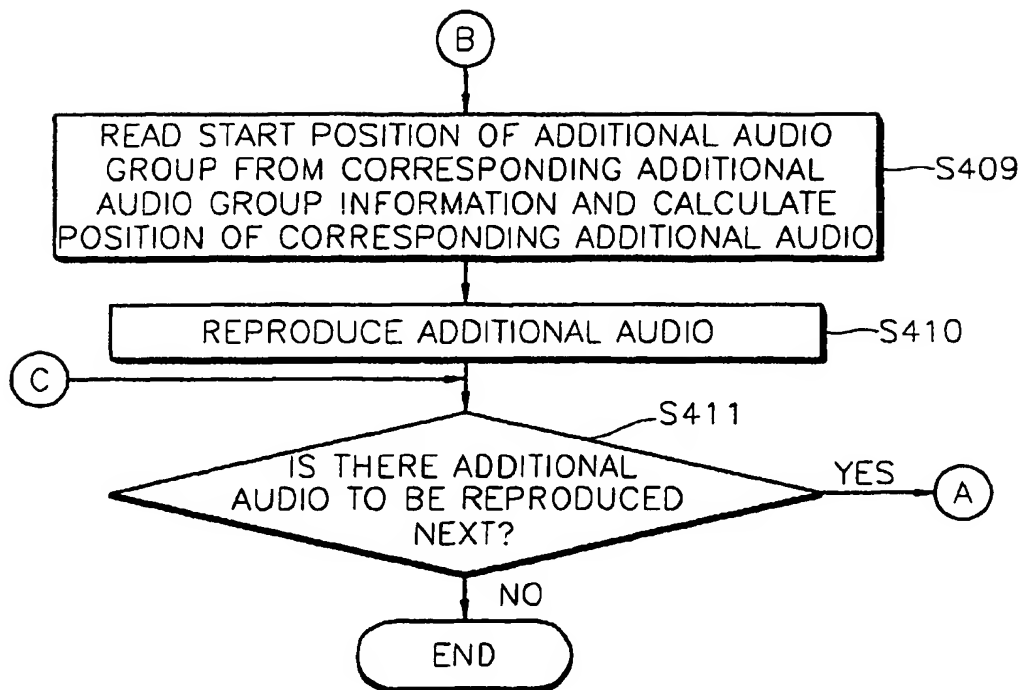 B
READ START POSITION OF ADDITIONAL AUDIO
GROUP FROM CORRESPONDING ADDITIONAL
AUDIO GROUP INFORMATION AND CALCULATE
POSITION OF CORRESPONDING ADDITIONAL AUDIO
S409
REPRODUCE ADDITIONAL AUDIO
S410
C
S411
IS THERE ADDITIONAL
AUDIO TO BE REPRODUCED
NEXT?
YES
A
NO
END